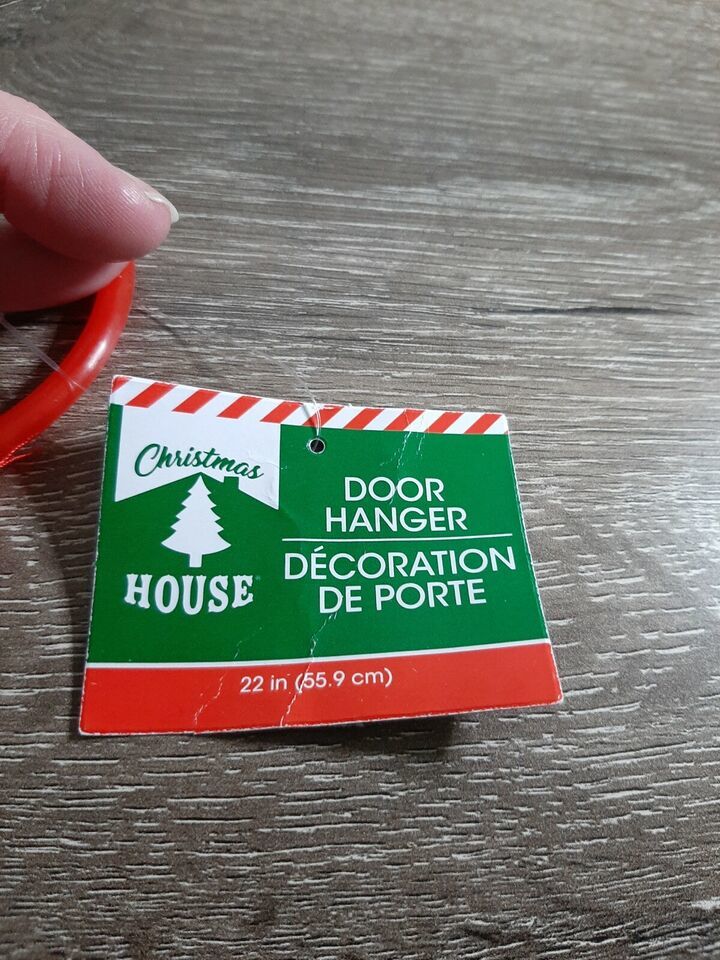 Christmas
HOUSE
DOOR
HANGER
DÉCORATION
DE PORTE
22 in (55.9 cm)